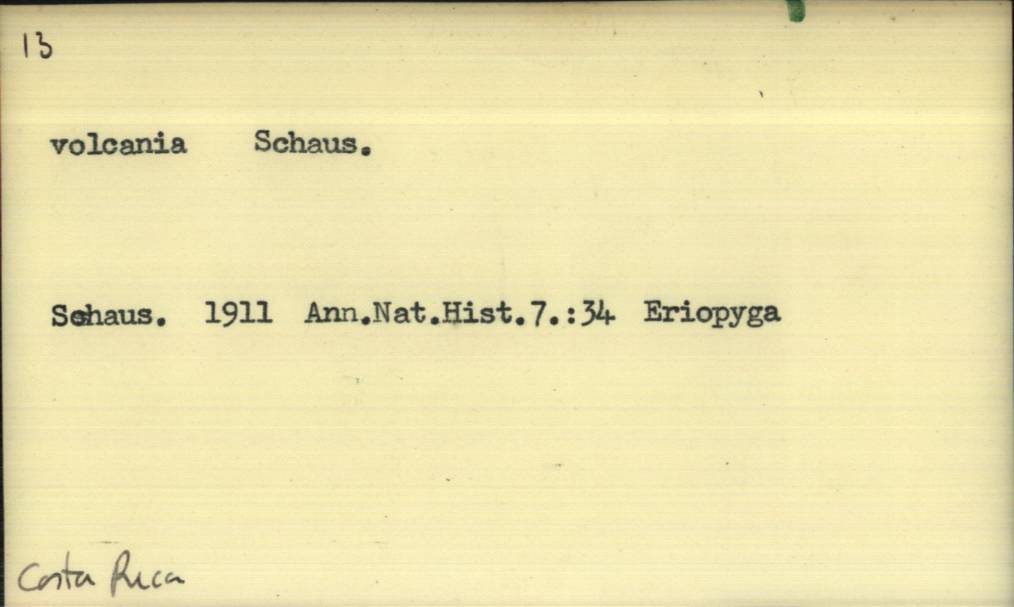 13
volcania Schaus.
Schaus. 1911 Ann.Nat.Hist.7.:34 Eriopyga
Costa Rica